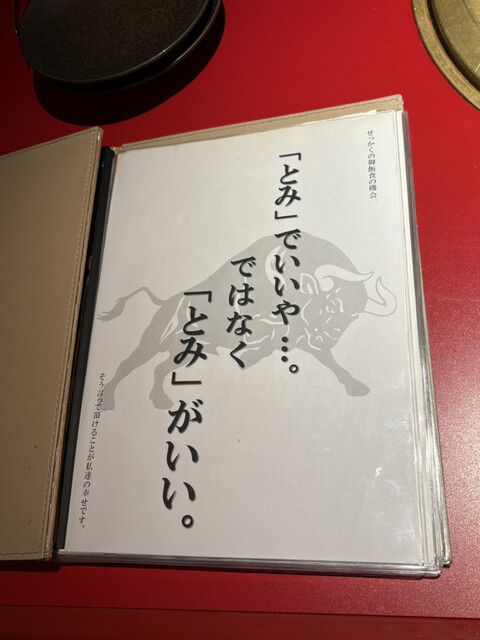 せっかくの御飯食の機会、
「とみ」でいいや…。
ではなく
「とみ」がいい。
そう言って頂けることが私達の幸せです。